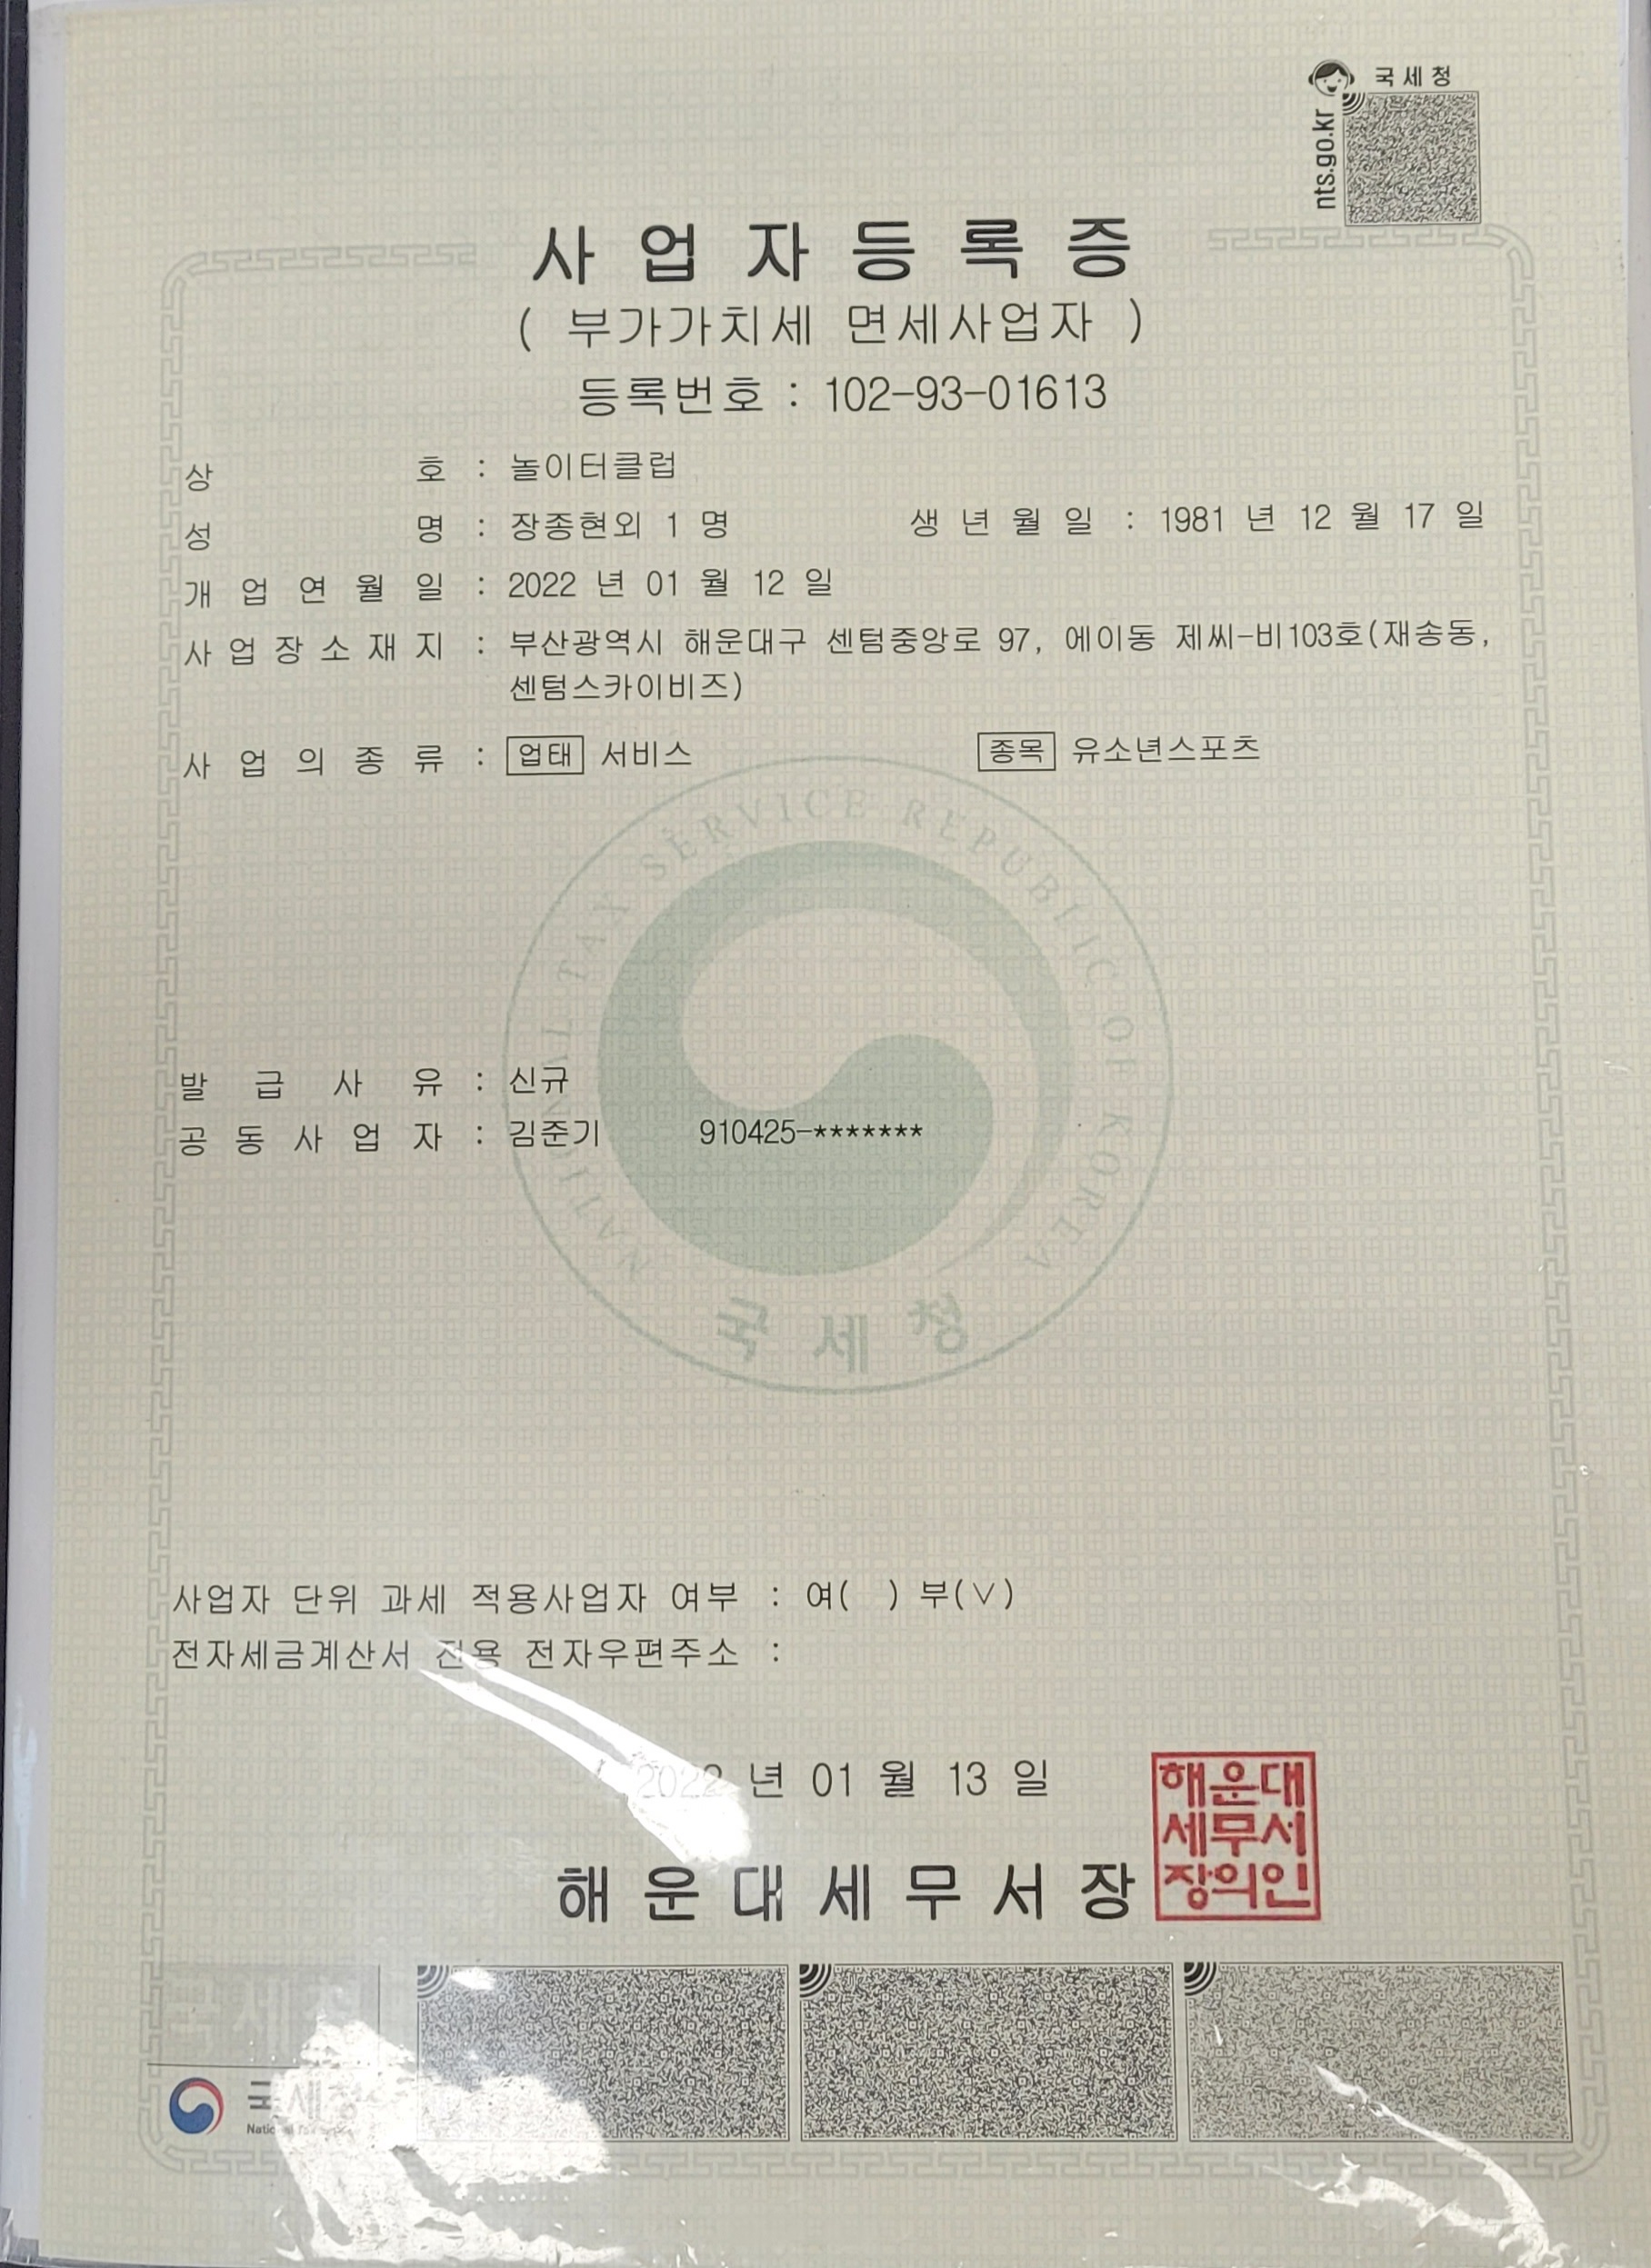 국세청
nts.go.kr
사업자등록증
( 부가가치세 면세사업자 )
등록번호 : 102-93-01613
상 호 : 놀이터클럽
성 명 : 장종현외 1 명 생 년 월 일 : 1981 년 12 월 17 일
개 업 연 월 일 : 2022 년 01 월 12 일
사 업 장 소 재 지 : 부산광역시 해운대구 센텀중앙로 97, 에이동 제씨-비103호(재송동,
센텀스카이비즈)
사 업 의 종 류 : 업태 서비스 종목 유소년스포츠
NATIONAL TAX SERVICE REPUBLIC OF KOREA
발 급 사 유 : 신규
공 동 사 업 자 : 김준기 910425-*******
국 세 청
사업자 단위 과세 적용사업자 여부 : 여( ) 부(∨)
전자세금계산서 전용 전자우편주소 :
2022 년 01 월 13 일
해 운 대 세 무 서 장
해운대
세무서
장의인
국세청
국세청